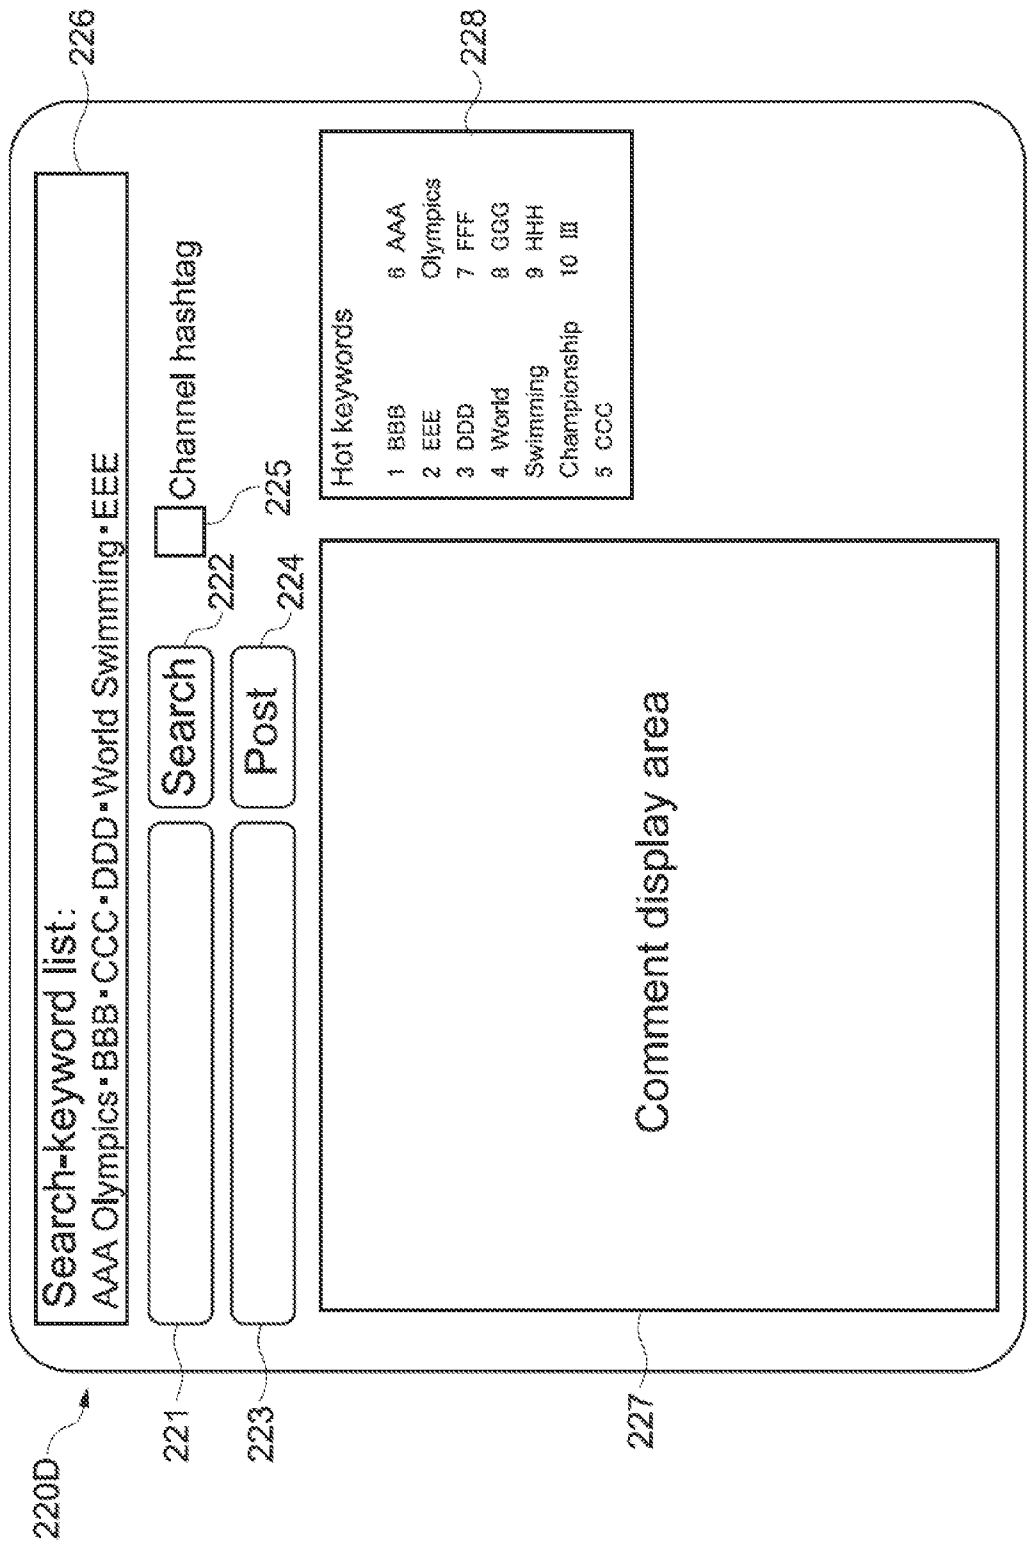 220D
226
Search-keyword list:
AAA Olympics・BBB・CCC・DDD・World Swimming・EEE
221
Search
222
Channel hashtag
225
223
Post
224
227
Comment display area
228
Hot keywords
1 BBB
2 EEE
3 DDD
4 World
Swimming
Championship
5 CCC
6 AAA
Olympics
7 FFF
8 GGG
9 HHH
10 III